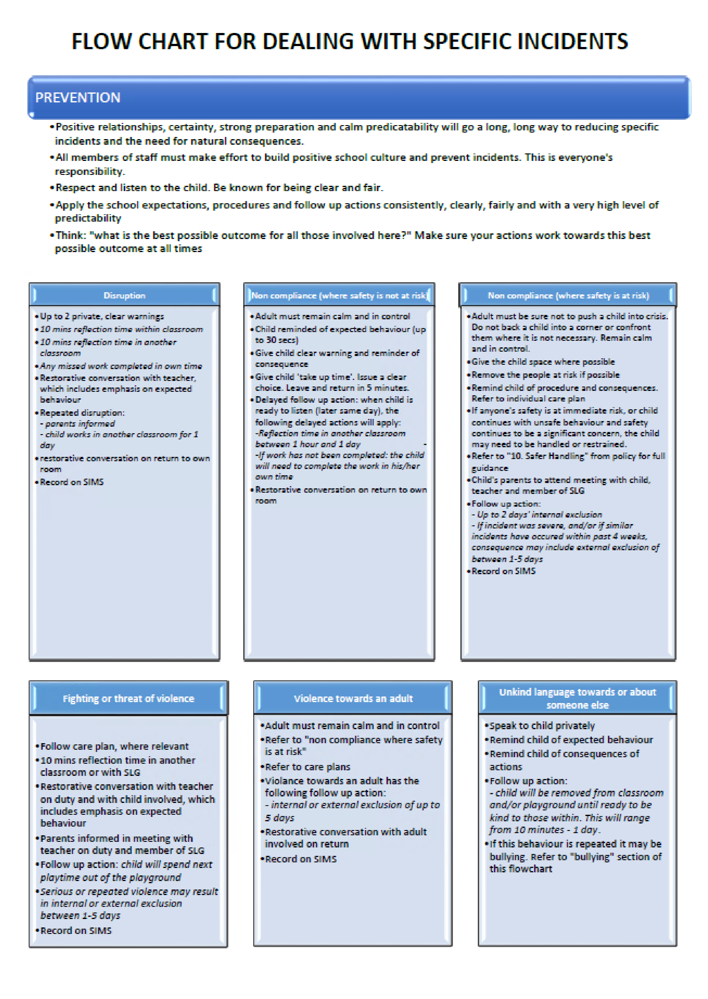 FLOW CHART FOR DEALING WITH SPECIFIC INCIDENTS
PREVENTION
•Positive relationships, certainty, strong preparation and calm predicatability will go a long, long way to reducing specific
incidents and the need for natural consequences.
•All members of staff must make effort to build positive school culture and prevent incidents. This is everyone's
responsibility.
•Respect and listen to the child. Be known for being clear and fair.
•Apply the school expectations, procedures and follow up actions consistently, clearly, fairly and with a very high level of
predictability
•Think: "what is the best possible outcome for all those involved here?" Make sure your actions work towards this best
possible outcome at all times
Disruption
•Up to 2 private, clear warnings
•10 mins reflection time within classroom
•10 mins reflection time in another
classroom
•Any missed work completed in own time
•Restorative conversation with teacher,
which includes emphasis on expected
behaviour
•Repeated disruption:
- parents informed
- child works in another classroom for 1
day
•restorative conversation on return to own
room
•Record on SIMS
Non compliance (where safety is not at risk)
•Adult must remain calm and in control
•Child reminded of expected behaviour (up
to 30 secs)
•Give child clear warning and reminder of
consequence
•Give child 'take up time'. Issue a clear
choice. Leave and return in 5 minutes.
•Delayed follow up action: when child is
ready to listen (later same day), the
following delayed actions will apply:
-Reflection time in another classroom
between 1 hour and 1 day -
-If work has not been completed: the child
will need to complete the work in his/her
own time
•Restorative conversation on return to own
room
Non compliance (where safety is at risk)
•Adult must be sure not to push a child into crisis.
Do not back a child into a corner or confront
them where it is not necessary. Remain calm
and in control.
•Give the child space where possible
•Remove the people at risk if possible
•Remind child of procedure and consequences.
Refer to individual care plan
•If anyone's safety is at immediate risk, or child
continues with unsafe behaviour and safety
continues to be a significant concern, the child
may need to be handled or restrained.
•Refer to "10. Safer Handling" from policy for full
guidance
•Child's parents to attend meeting with child,
teacher and member of SLG
•Follow up action:
- Up to 2 days' internal exclusion
- If incident was severe, and/or if similar
incidents have occured within past 4 weeks,
consequence may include external exclusion of
between 1-5 days
•Record on SIMS
Fighting or threat of violence
•Follow care plan, where relevant
•10 mins reflection time in another
classroom or with SLG
•Restorative conversation with teacher
on duty and with child involved, which
includes emphasis on expected
behaviour
•Parents informed in meeting with
teacher on duty and member of SLG
•Follow up action: child will spend next
playtime out of the playground
•Serious or repeated violence may result
in internal or external exclusion
between 1-5 days
•Record on SIMS
Violence towards an adult
•Adult must remain calm and in control
•Refer to "non compliance where safety
is at risk"
•Refer to care plans
•Violance towards an adult has the
following follow up action:
- internal or external exclusion of up to
5 days
•Restorative conversation with adult
involved on return
•Record on SIMS
Unkind language towards or about
someone else
•Speak to child privately
•Remind child of expected behaviour
•Remind child of consequences of
actions
•Follow up action:
- child will be removed from classroom
and/or playground until ready to be
kind to those within. This will range
from 10 minutes - 1 day.
•If this behaviour is repeated it may be
bullying. Refer to "bullying" section of
this flowchart